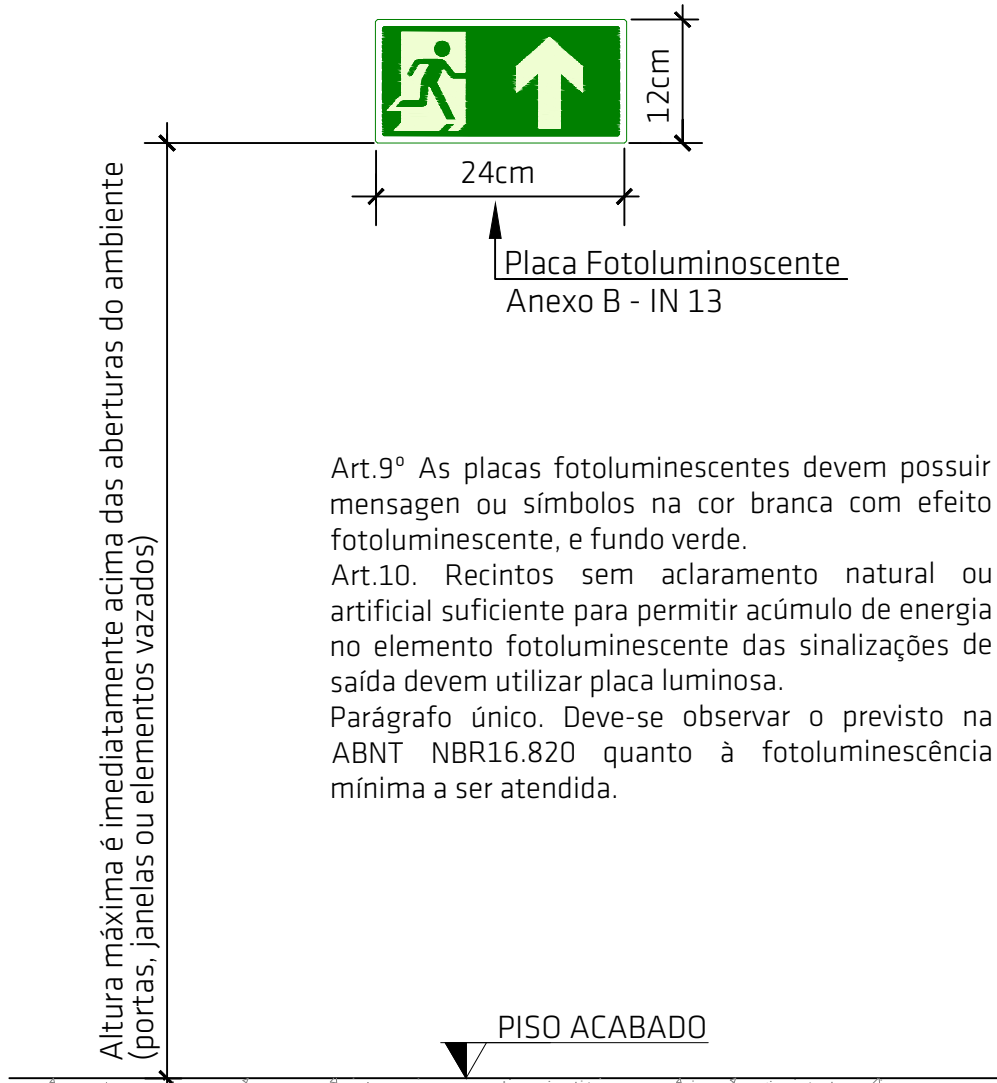 12cm
24cm
Placa Fotoluminoscente
Anexo B - IN 13
Altura máxima é imediatamente acima das aberturas do ambiente
(portas, janelas ou elementos vazados)
Art.9º As placas fotoluminescentes devem possuir
mensagen ou símbolos na cor branca com efeito
fotoluminescente, e fundo verde.
Art.10. Recintos sem aclaramento natural ou
artificial suficiente para permitir acúmulo de energia
no elemento fotoluminescente das sinalizações de
saída devem utilizar placa luminosa.
Parágrafo único. Deve-se observar o previsto na
ABNT NBR16.820 quanto à fotoluminescência
mínima a ser atendida.
PISO ACABADO